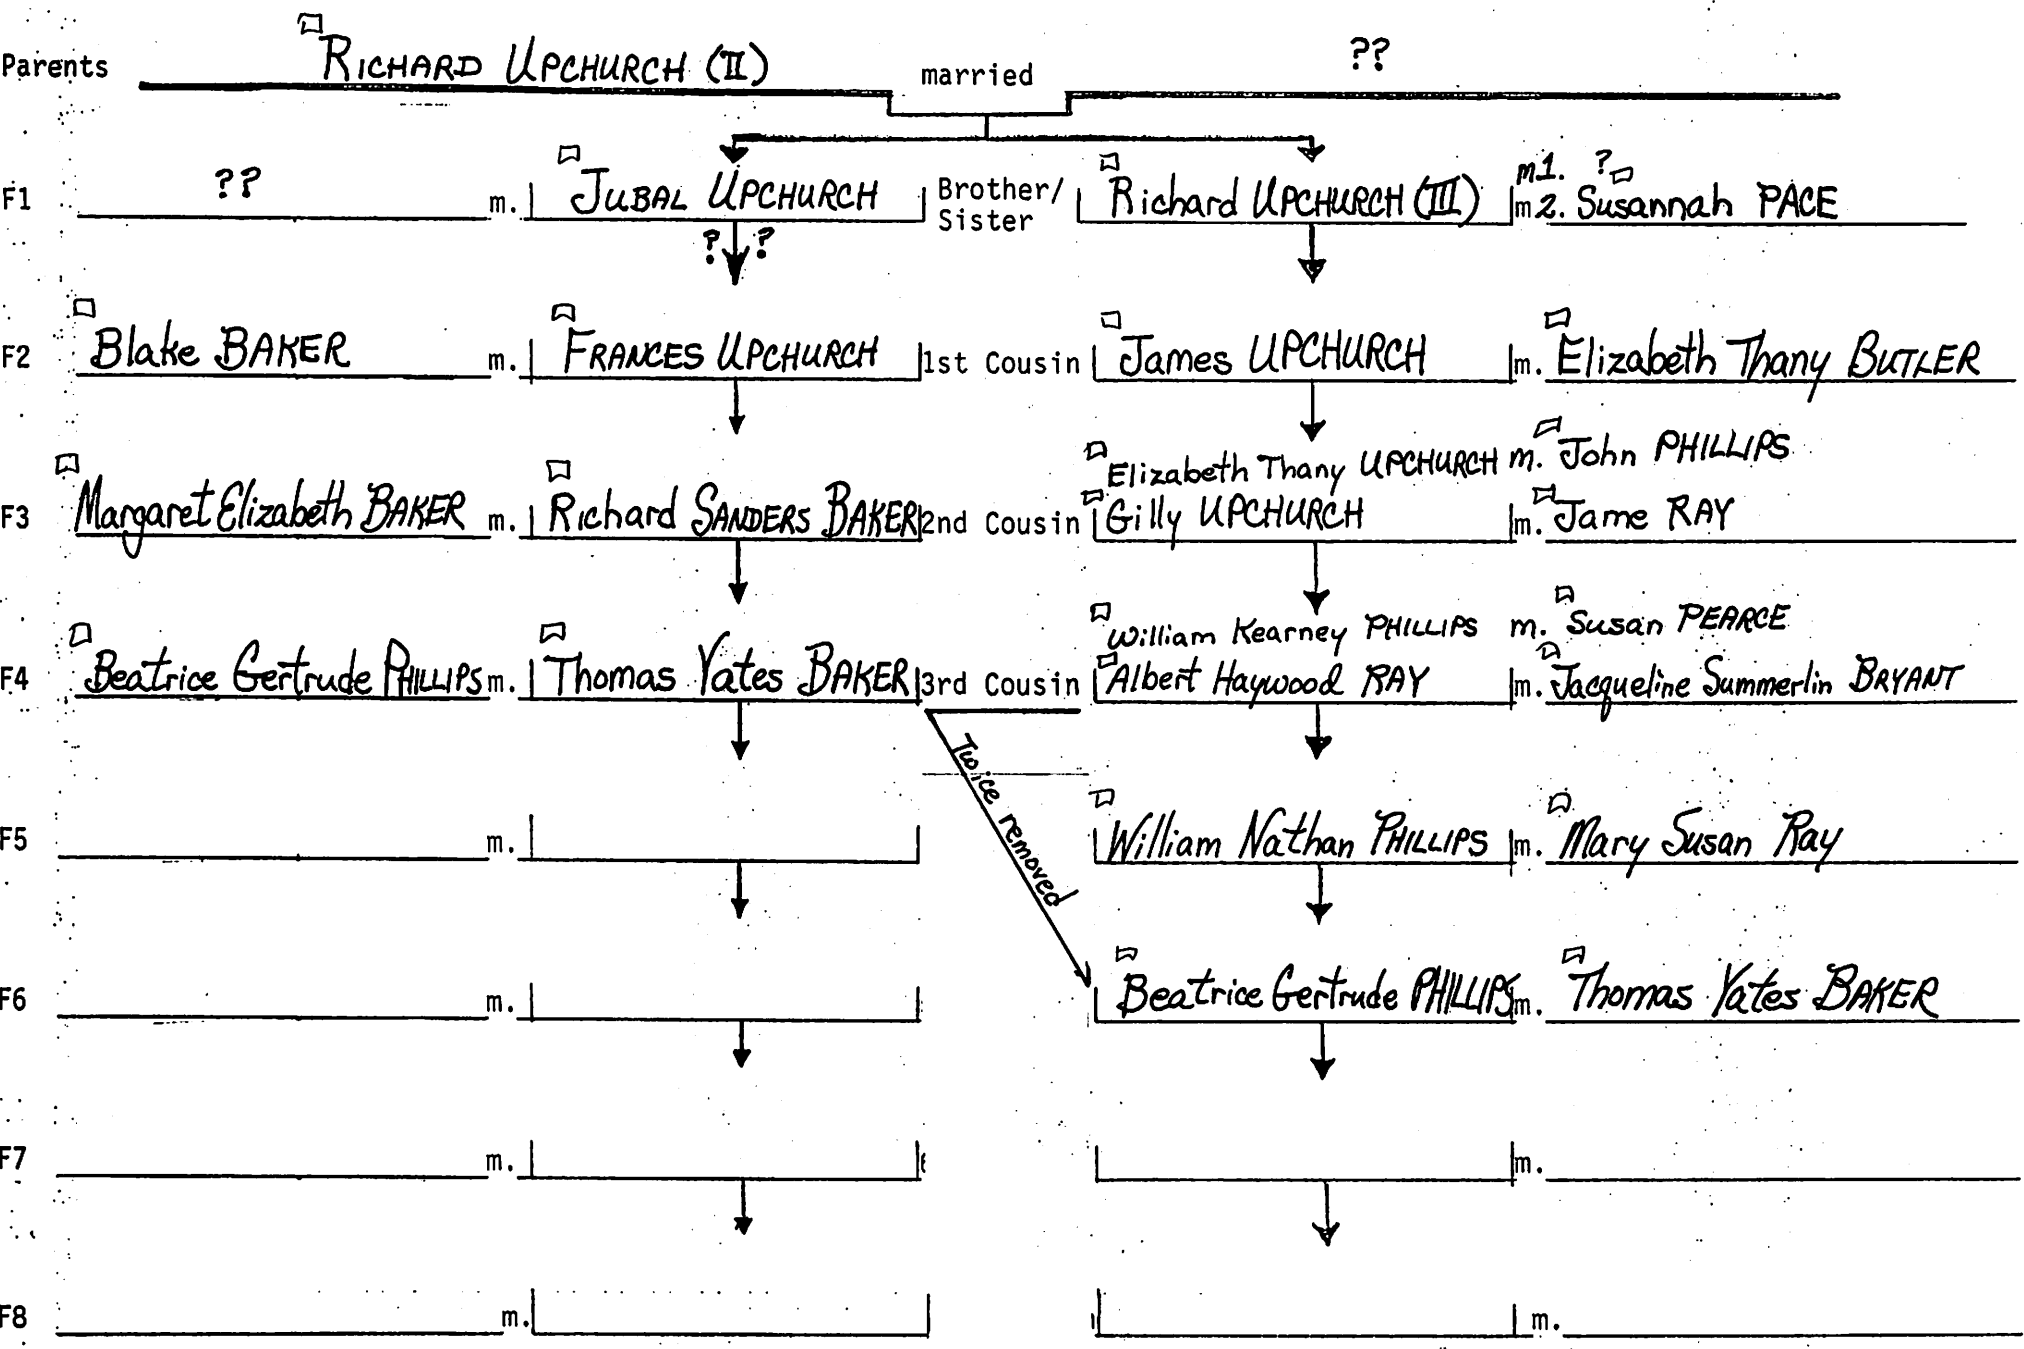 Parents RICHARD UPCHURCH (II) married ??
F1 ?? m. JUBAL UPCHURCH Brother/ Sister Richard UPCHURCH (III) m1. ? m2. Susannah PACE
? ?
F2 Blake BAKER m. FRANCES UPCHURCH 1st Cousin James UPCHURCH m. Elizabeth Thany BUTLER
Elizabeth Thany UPCHURCH m. John PHILLIPS
F3 Margaret Elizabeth BAKER m. Richard SANDERS BAKER 2nd Cousin Gilly UPCHURCH m. Jame RAY
William Kearney PHILLIPS m. Susan PEARCE
F4 Beatrice Gertrude PHILLIPS m. Thomas Yates BAKER 3rd Cousin Albert Haywood RAY m. Jacqueline Summerlin BRYANT
Twice removed
F5 m. William Nathan PHILLIPS m. Mary Susan Ray
F6 m. Beatrice Gertrude PHILLIPS m. Thomas Yates BAKER
F7 m. m.
F8 m. m.